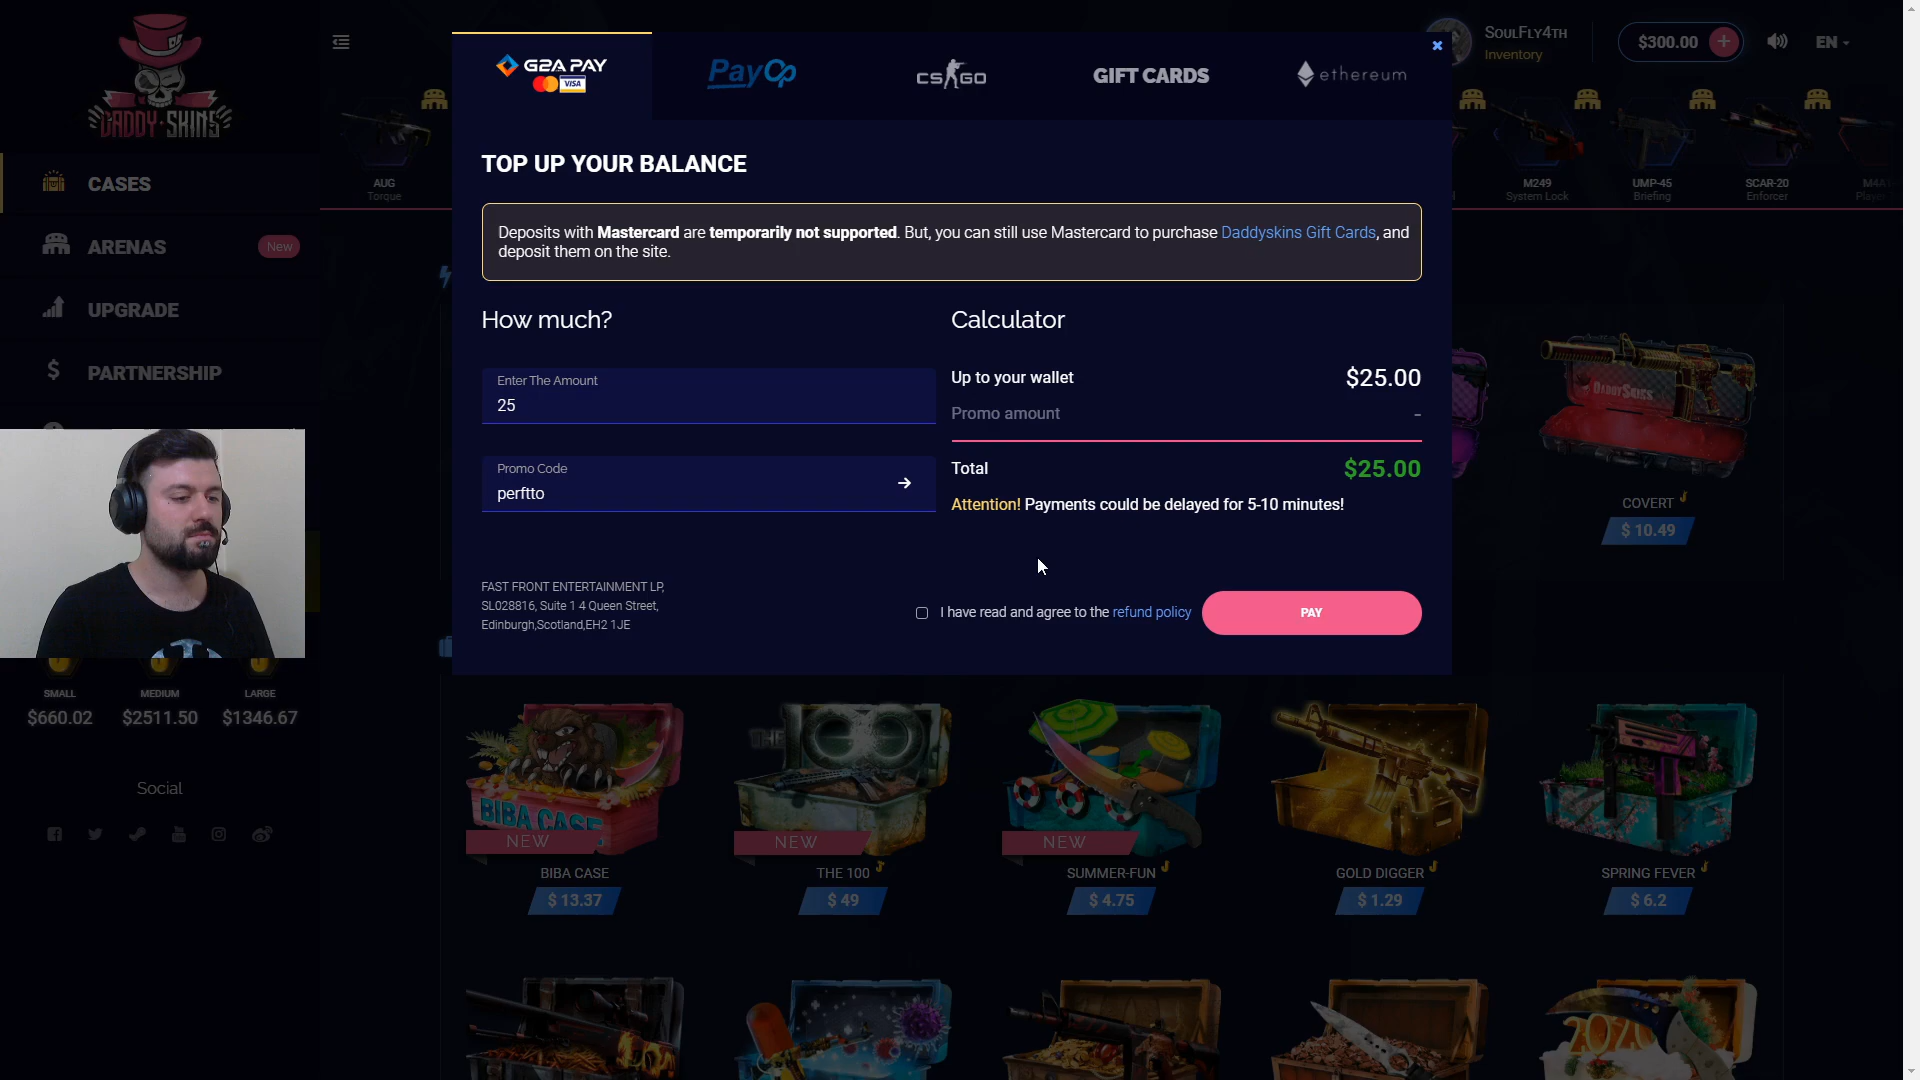 DADDY SKINS
CASES
ARENAS
New
UPGRADE
PARTNERSHIP
SMALL
MEDIUM
LARGE
$660.02
$2511.50
$1346.67
Social
AUG
Torque
G2A PAY
VISA
PayOp
CS GO
GIFT CARDS
ethereum
SOULFLY4TH
Inventory
$300.00
EN
M249
System Lock
UMP-45
Briefing
SCAR-20
Enforcer
TOP UP YOUR BALANCE
Deposits with Mastercard are temporarily not supported. But, you can still use Mastercard to purchase Daddyskins Gift Cards, and
deposit them on the site.
How much?
Enter The Amount
25
Promo Code
perftto
Calculator
Up to your wallet
$25.00
Promo amount
-
Total
$25.00
Attention! Payments could be delayed for 5-10 minutes!
FAST FRONT ENTERTAINMENT LP,
SL028816, Suite 1 4 Queen Street,
Edinburgh,Scotland,EH2 1JE
I have read and agree to the refund policy
PAY
DADDYSKINS
COVERT
$ 10.49
BIBA CASE
NEW
BIBA CASE
$ 13.37
NEW
THE 100
$ 49
NEW
SUMMER-FUN
$ 4.75
GOLD DIGGER
$ 1.29
SPRING FEVER
$ 6.2
2020